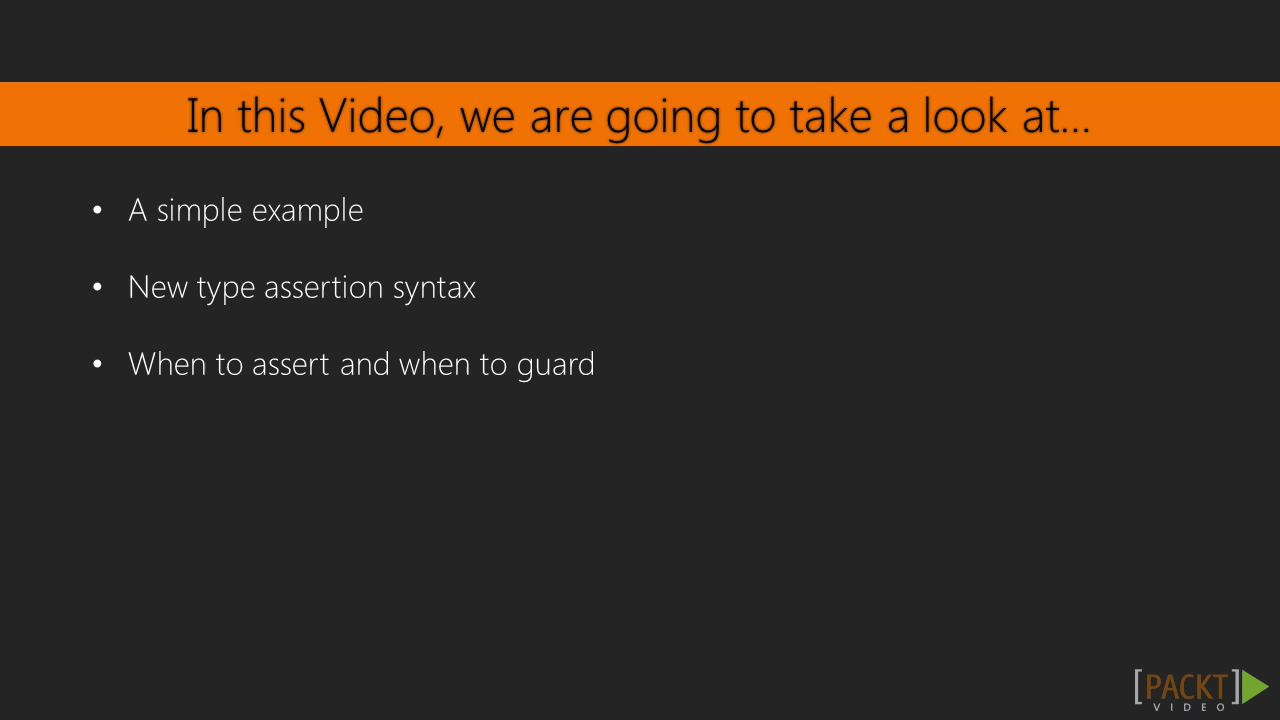 In this Video, we are going to take a look at...
• A simple example
• New type assertion syntax
• When to assert and when to guard
[PACKT]
VIDEO